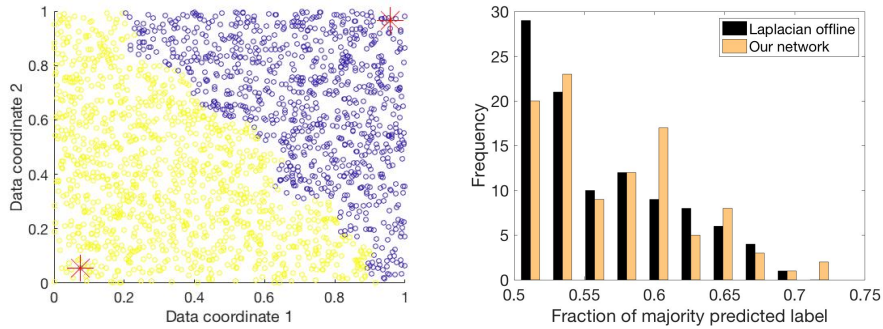 1
0.8
0.6
0.4
0.2
0
Data coordinate 2
0 0.2 0.4 0.6 0.8 1
Data coordinate 1
30
25
20
15
10
5
0
Frequency
Laplacian offline
Our network
0.5 0.55 0.6 0.65 0.7 0.75
Fraction of majority predicted label